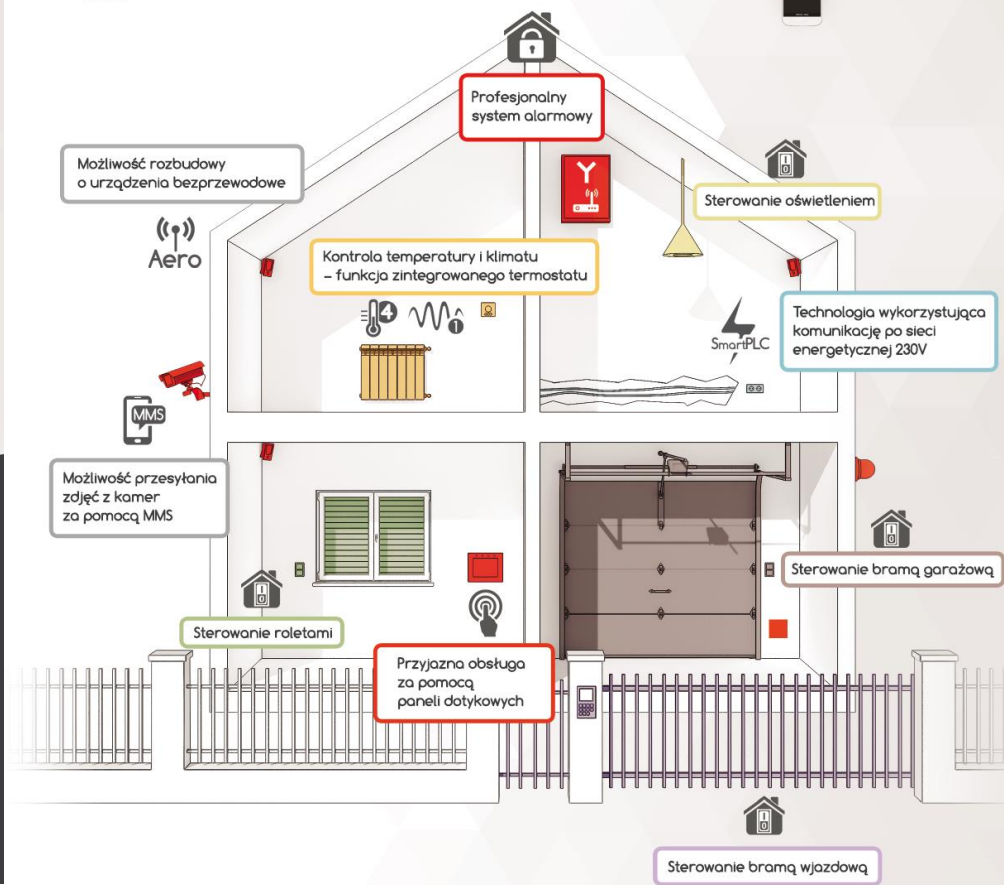 Profesjonalny
system alarmowy
Możliwość rozbudowy
o urządzenia bezprzewodowe
Aero
Sterowanie oświetleniem
Kontrola temperatury i klimatu
– funkcja zintegrowanego termostatu
4
1
SmartPLC
Technologia wykorzystująca
komunikację po sieci
energetycznej 230V
MMS
Możliwość przesyłania
zdjęć z kamer
za pomocą MMS
Sterowanie bramą garażową
Sterowanie roletami
Przyjazna obsługa
za pomocą
paneli dotykowych
Sterowanie bramą wjazdową